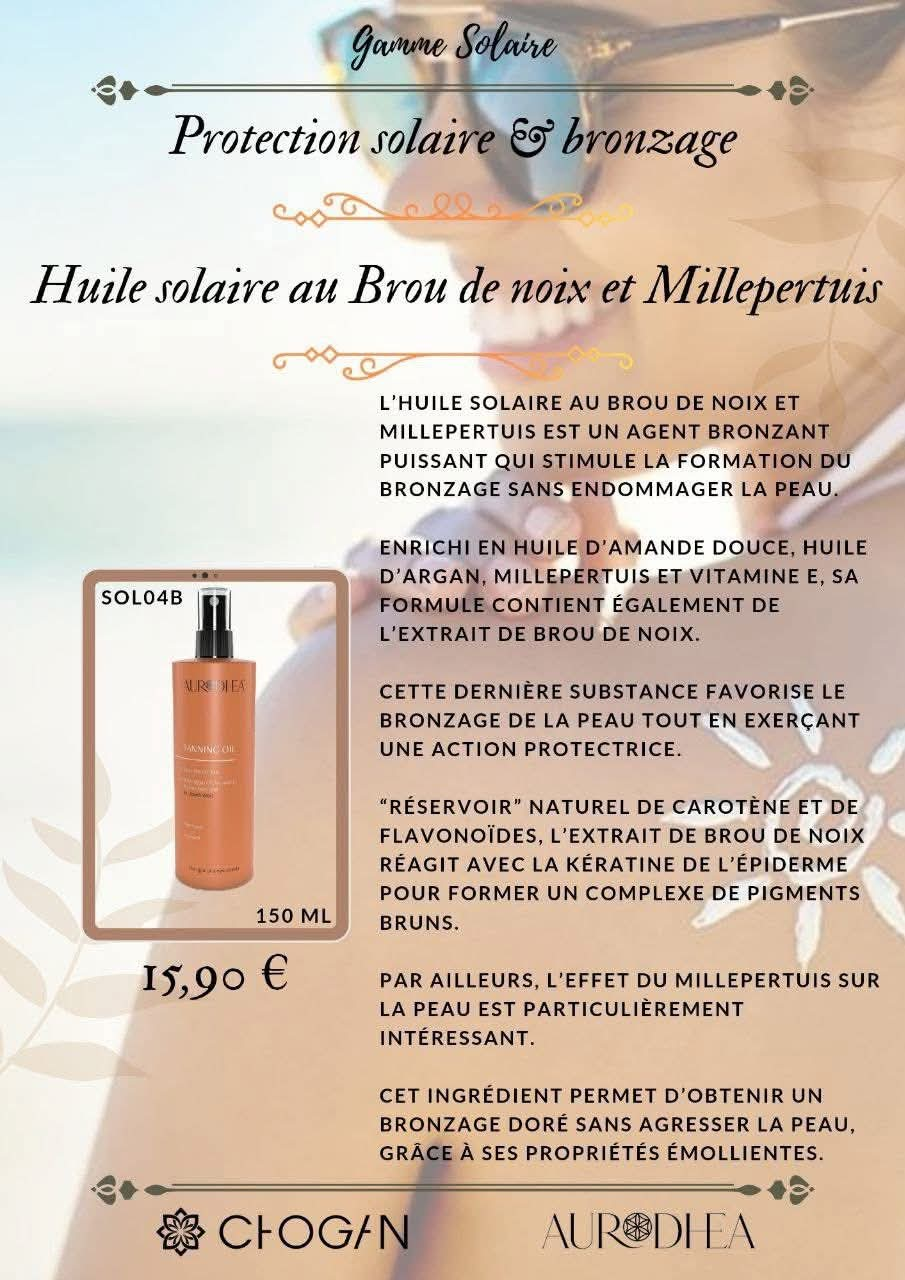 Gamme Solaire
Protection solaire & bronzage
Huile solaire au Brou de noix et Millepertuis
L'HUILE SOLAIRE AU BROU DE NOIX ET
MILLEPERTUIS EST UN AGENT BRONZANT
PUISSANT QUI STIMULE LA FORMATION DU
BRONZAGE SANS ENDOMMAGER LA PEAU.
ENRICHI EN HUILE D'AMANDE DOUCE, HUILE
D'ARGAN, MILLEPERTUIS ET VITAMINE E, SA
FORMULE CONTIENT ÉGALEMENT DE
L'EXTRAIT DE BROU DE NOIX.
CETTE DERNIÈRE SUBSTANCE FAVORISE LE
BRONZAGE DE LA PEAU TOUT EN EXERÇANT
UNE ACTION PROTECTRICE.
“RÉSERVOIR” NATUREL DE CAROTÈNE ET DE
FLAVONOÏDES, L'EXTRAIT DE BROU DE NOIX
RÉAGIT AVEC LA KÉRATINE DE L'ÉPIDERME
POUR FORMER UN COMPLEXE DE PIGMENTS
BRUNS.
PAR AILLEURS, L'EFFET DU MILLEPERTUIS SUR
LA PEAU EST PARTICULIÈREMENT
INTÉRESSANT.
CET INGRÉDIENT PERMET D'OBTENIR UN
BRONZAGE DORÉ SANS AGRESSER LA PEAU,
GRÂCE À SES PROPRIÉTÉS ÉMOLLIENTES.
SOL04B
AURODHEA
TANNING OIL
150 ML
15,90 €
CHOGAN
AURODHEA